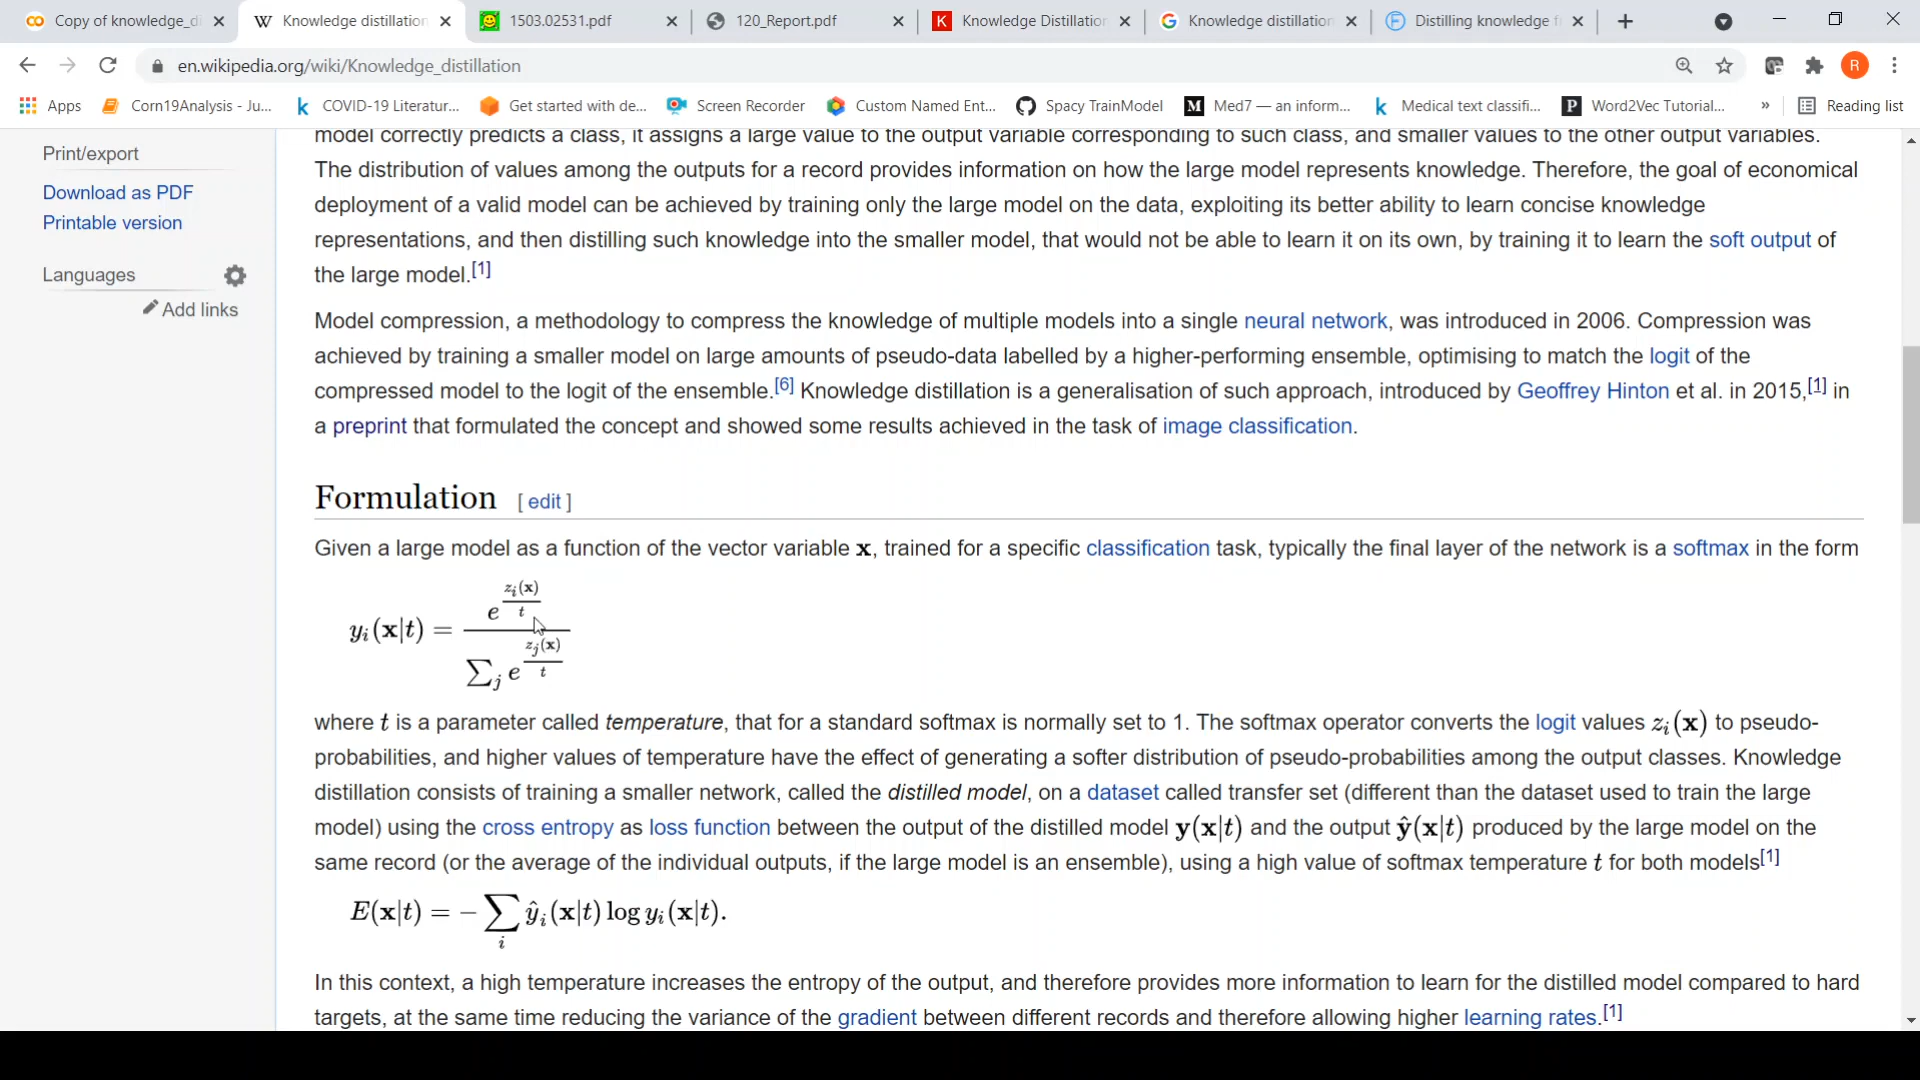 Copy of knowledge_di
Knowledge distillation
1503.02531.pdf
120_Report.pdf
Knowledge Distillation
Knowledge distillation
Distilling knowledge f
en.wikipedia.org/wiki/Knowledge_distillation
R
Apps
Corn19Analysis - Ju...
COVID-19 Literatur...
Get started with de...
Screen Recorder
Custom Named Ent...
Spacy TrainModel
Med7 — an inform...
Medical text classifi...
Word2Vec Tutorial...
»
Reading list
Print/export
Download as PDF
Printable version
Languages
Add links
model correctly predicts a class, it assigns a large value to the output variable corresponding to such class, and smaller values to the other output variables.
The distribution of values among the outputs for a record provides information on how the large model represents knowledge. Therefore, the goal of economical
deployment of a valid model can be achieved by training only the large model on the data, exploiting its better ability to learn concise knowledge
representations, and then distilling such knowledge into the smaller model, that would not be able to learn it on its own, by training it to learn the soft output of
the large model.[1]
Model compression, a methodology to compress the knowledge of multiple models into a single neural network, was introduced in 2006. Compression was
achieved by training a smaller model on large amounts of pseudo-data labelled by a higher-performing ensemble, optimising to match the logit of the
compressed model to the logit of the ensemble.[6] Knowledge distillation is a generalisation of such approach, introduced by Geoffrey Hinton et al. in 2015,[1] in
a preprint that formulated the concept and showed some results achieved in the task of image classification.
Formulation [ edit ]
Given a large model as a function of the vector variable x, trained for a specific classification task, typically the final layer of the network is a softmax in the form
yᵢ(x|t) = e^(zᵢ(x)/t) / ∑ⱼ e^(zⱼ(x)/t)
where t is a parameter called temperature, that for a standard softmax is normally set to 1. The softmax operator converts the logit values zᵢ(x) to pseudo-
probabilities, and higher values of temperature have the effect of generating a softer distribution of pseudo-probabilities among the output classes. Knowledge
distillation consists of training a smaller network, called the distilled model, on a dataset called transfer set (different than the dataset used to train the large
model) using the cross entropy as loss function between the output of the distilled model y(x|t) and the output ŷ(x|t) produced by the large model on the
same record (or the average of the individual outputs, if the large model is an ensemble), using a high value of softmax temperature t for both models[1]
E(x|t) = −∑ᵢ ŷᵢ(x|t) log yᵢ(x|t).
In this context, a high temperature increases the entropy of the output, and therefore provides more information to learn for the distilled model compared to hard
targets, at the same time reducing the variance of the gradient between different records and therefore allowing higher learning rates.[1]